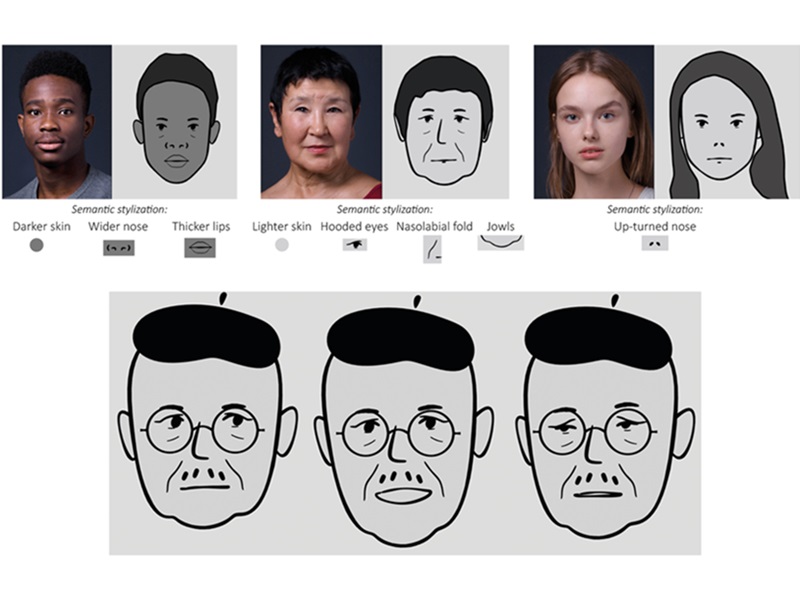 Semantic stylization:
Semantic stylization:
Semantic stylization:
Darker skin
Wider nose
Thicker lips
Lighter skin
Hooded eyes
Nasolabial fold
Jowls
Up-turned nose